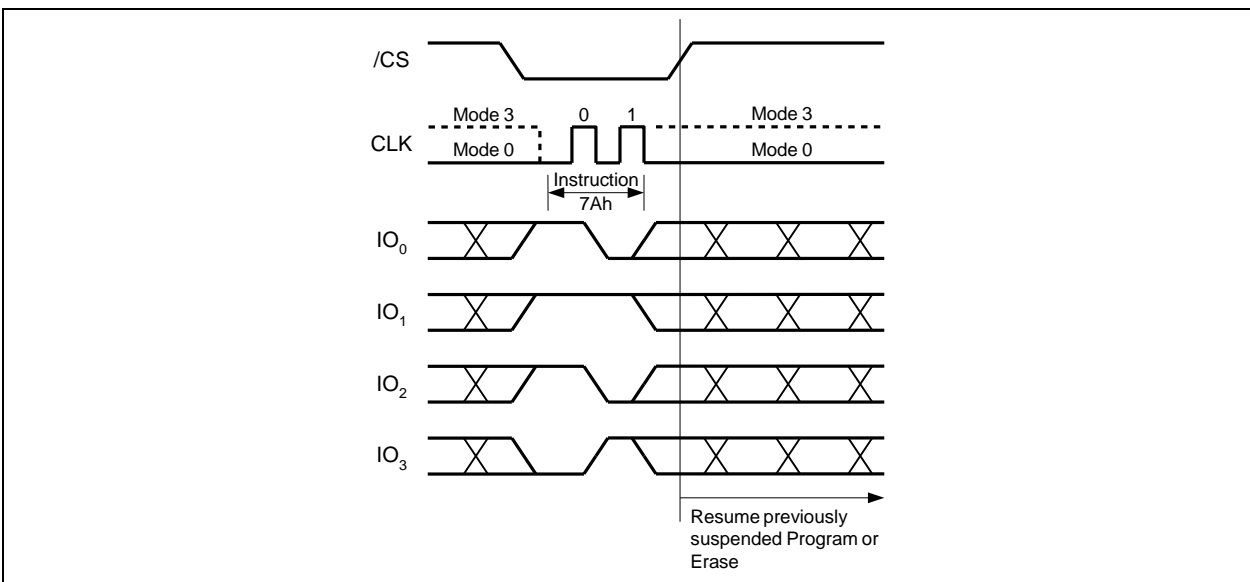 /CS
Mode 3 0 1 Mode 3
CLK
Mode 0 Mode 0
Instruction
7Ah
IO0
IO1
IO2
IO3
Resume previously
suspended Program or
Erase